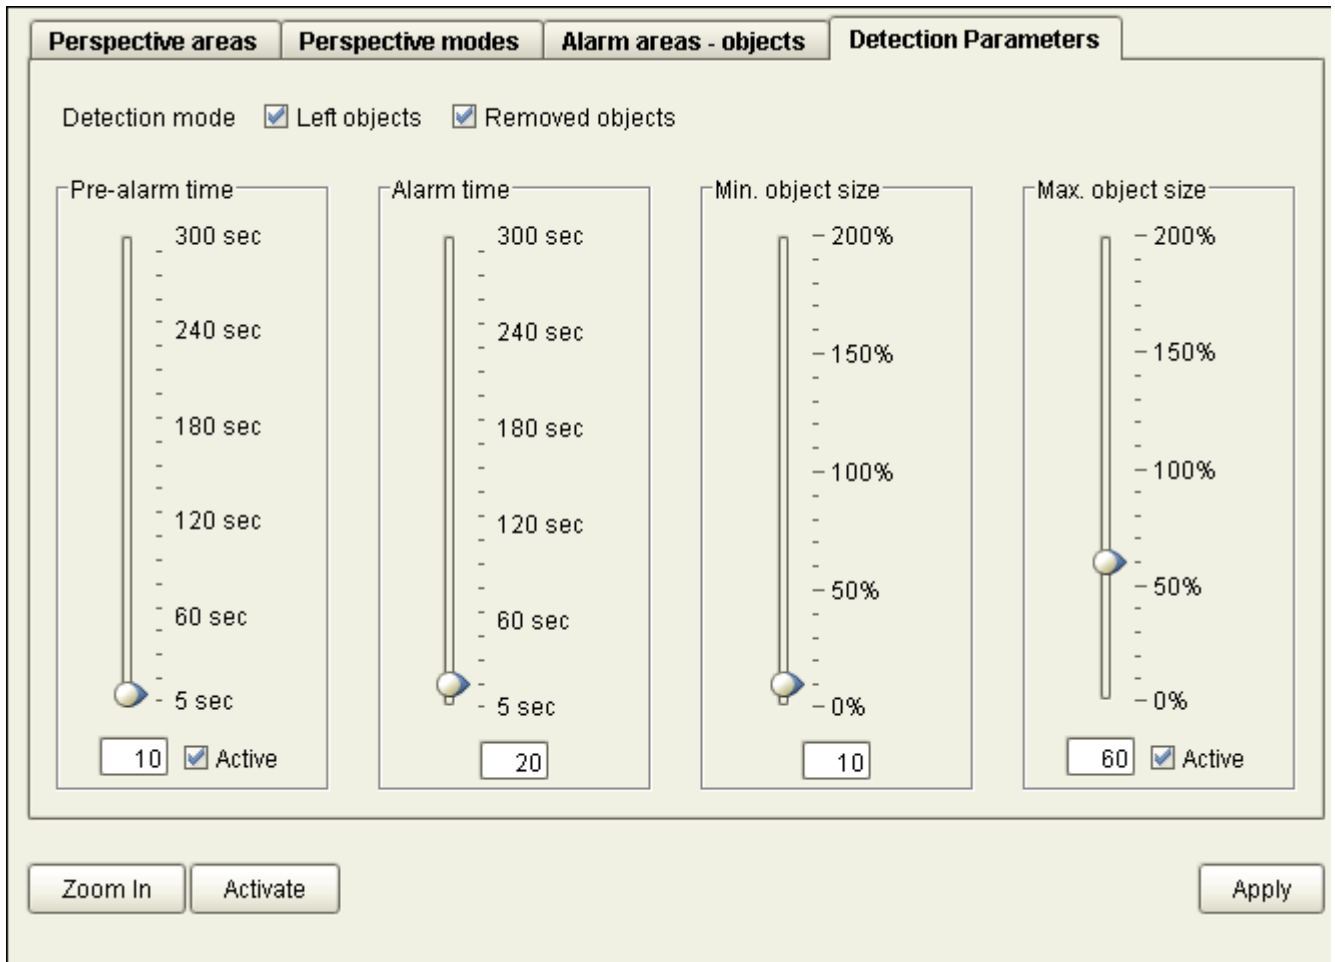 Perspective areas
Perspective modes
Alarm areas - objects
Detection Parameters
Detection mode
Left objects
Removed objects
Pre-alarm time
300 sec
240 sec
180 sec
120 sec
60 sec
5 sec
10
Active
Alarm time
300 sec
240 sec
180 sec
120 sec
60 sec
5 sec
20
Min. object size
200%
150%
100%
50%
0%
10
Max. object size
200%
150%
100%
50%
0%
60
Active
Zoom In
Activate
Apply